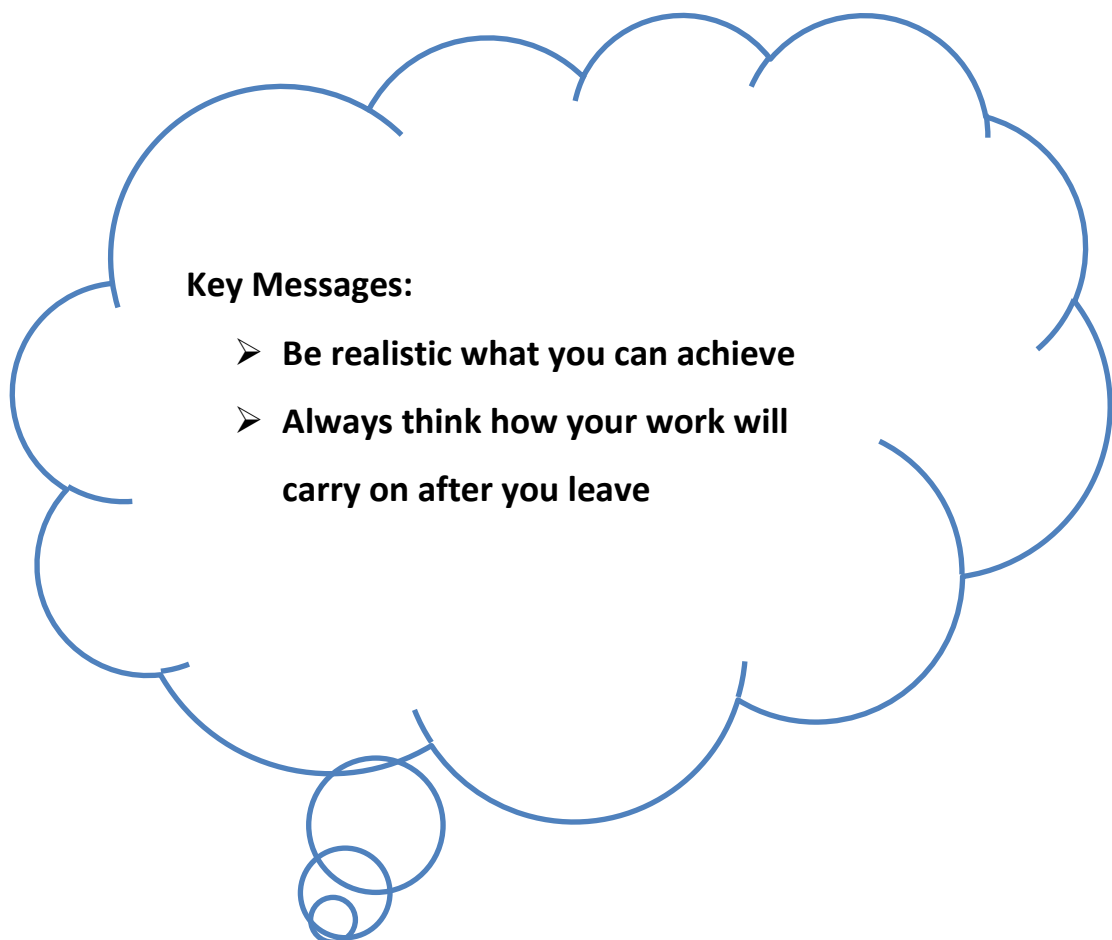 Key Messages:
➢ Be realistic what you can achieve
➢ Always think how your work will
carry on after you leave